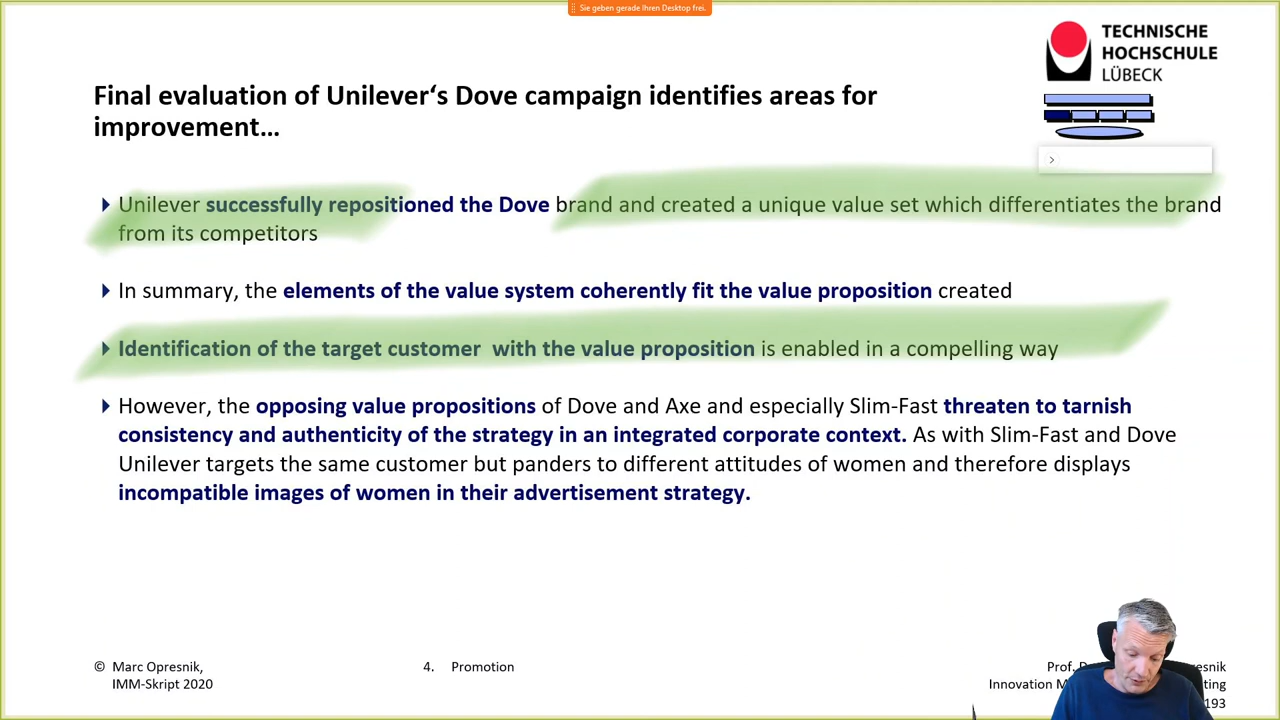 Sie geben gerade Ihren Desktop frei.
TECHNISCHE
HOCHSCHULE
LÜBECK
Final evaluation of Unilever‘s Dove campaign identifies areas for
improvement…
Unilever successfully repositioned the Dove brand and created a unique value set which differentiates the brand
from its competitors
In summary, the elements of the value system coherently fit the value proposition created
Identification of the target customer with the value proposition is enabled in a compelling way
However, the opposing value propositions of Dove and Axe and especially Slim-Fast threaten to tarnish
consistency and authenticity of the strategy in an integrated corporate context. As with Slim-Fast and Dove
Unilever targets the same customer but panders to different attitudes of women and therefore displays
incompatible images of women in their advertisement strategy.
© Marc Opresnik,
IMM-Skript 2020
4. Promotion
Prof.
Innovation
193